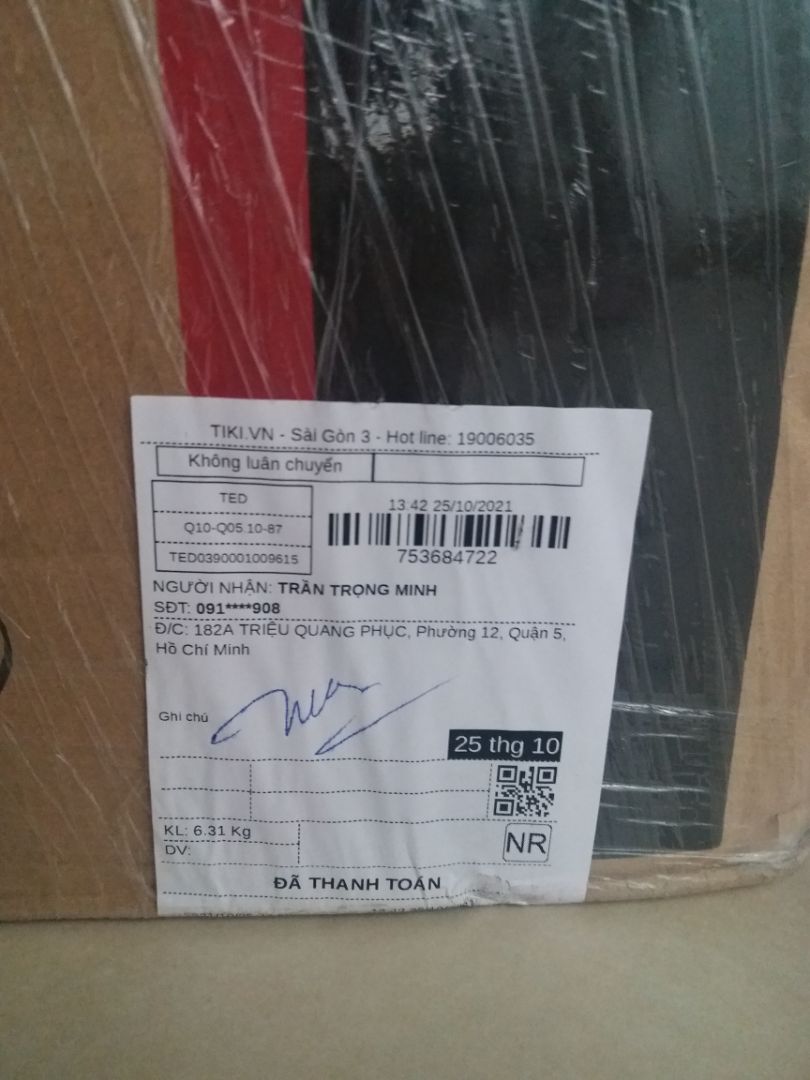 TIKI.VN - Sài Gòn 3 - Hot line: 19006035
Không luân chuyển
TED
Q10-Q05.10-87
TED0390001009615
13:42 25/10/2021
753684722
NGƯỜI NHẬN: TRẦN TRỌNG MINH
SĐT: 091****908
Đ/C: 182A TRIỆU QUANG PHỤC, Phường 12, Quận 5,
Hồ Chí Minh
Ghi chú
25 thg 10
KL: 6.31 Kg
DV:
NR
ĐÃ THANH TOÁN